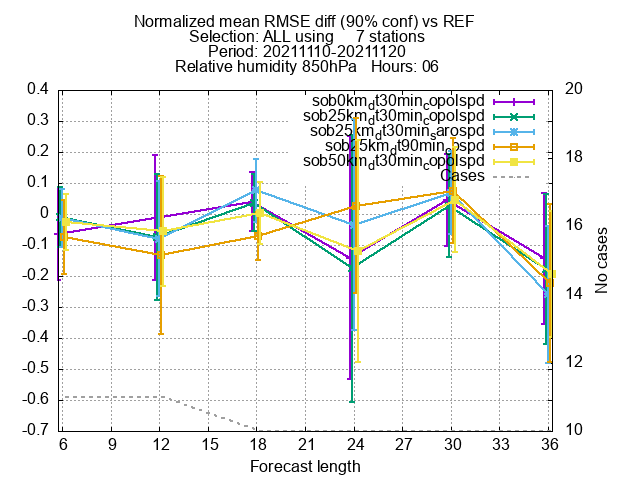 Normalized mean RMSE diff (90% conf) vs REF
Selection: ALL using     7 stations
Period: 20211110-20211120
Relative humidity 850hPa   Hours: 06
sob0km_dt30min_copolspd
sob25km_dt30min_copolspd
sob25km_dt30min_sarospd
sob50km_dt30min_copolspd
Cases
0.4
0.3
0.2
0.1
0
-0.1
-0.2
-0.3
-0.4
-0.5
-0.6
-0.7
20
18
16
14
12
10
No cases
6 9 12 15 18 21 24 27 30 33 36
Forecast length